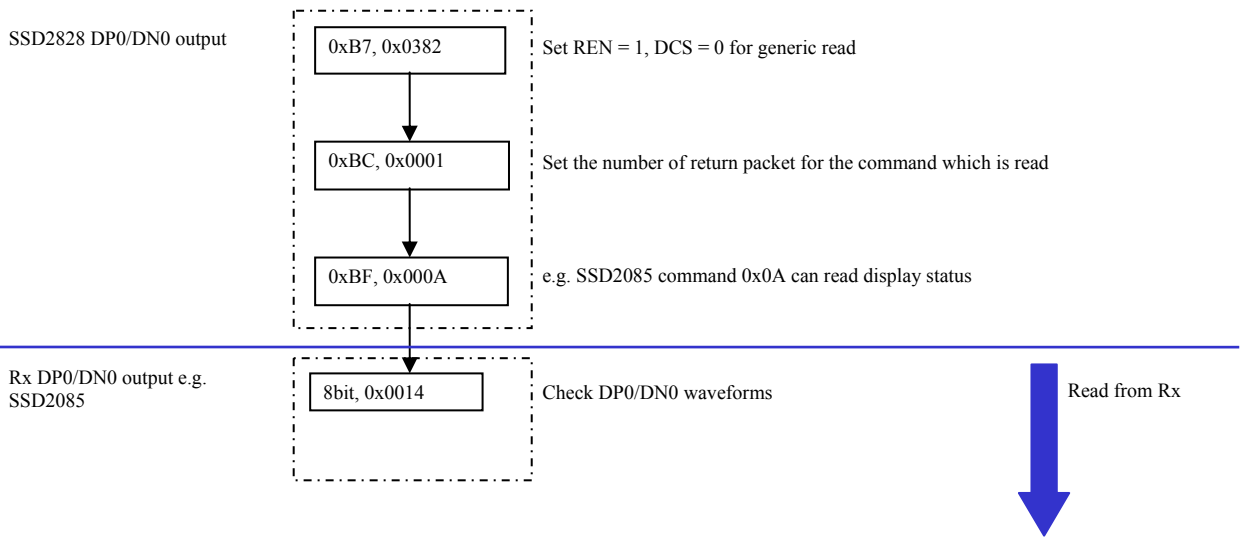 SSD2828 DP0/DN0 output
0xB7, 0x0382
Set REN = 1, DCS = 0 for generic read
0xBC, 0x0001
Set the number of return packet for the command which is read
0xBF, 0x000A
e.g. SSD2085 command 0x0A can read display status
Rx DP0/DN0 output e.g.
SSD2085
8bit, 0x0014
Check DP0/DN0 waveforms
Read from Rx